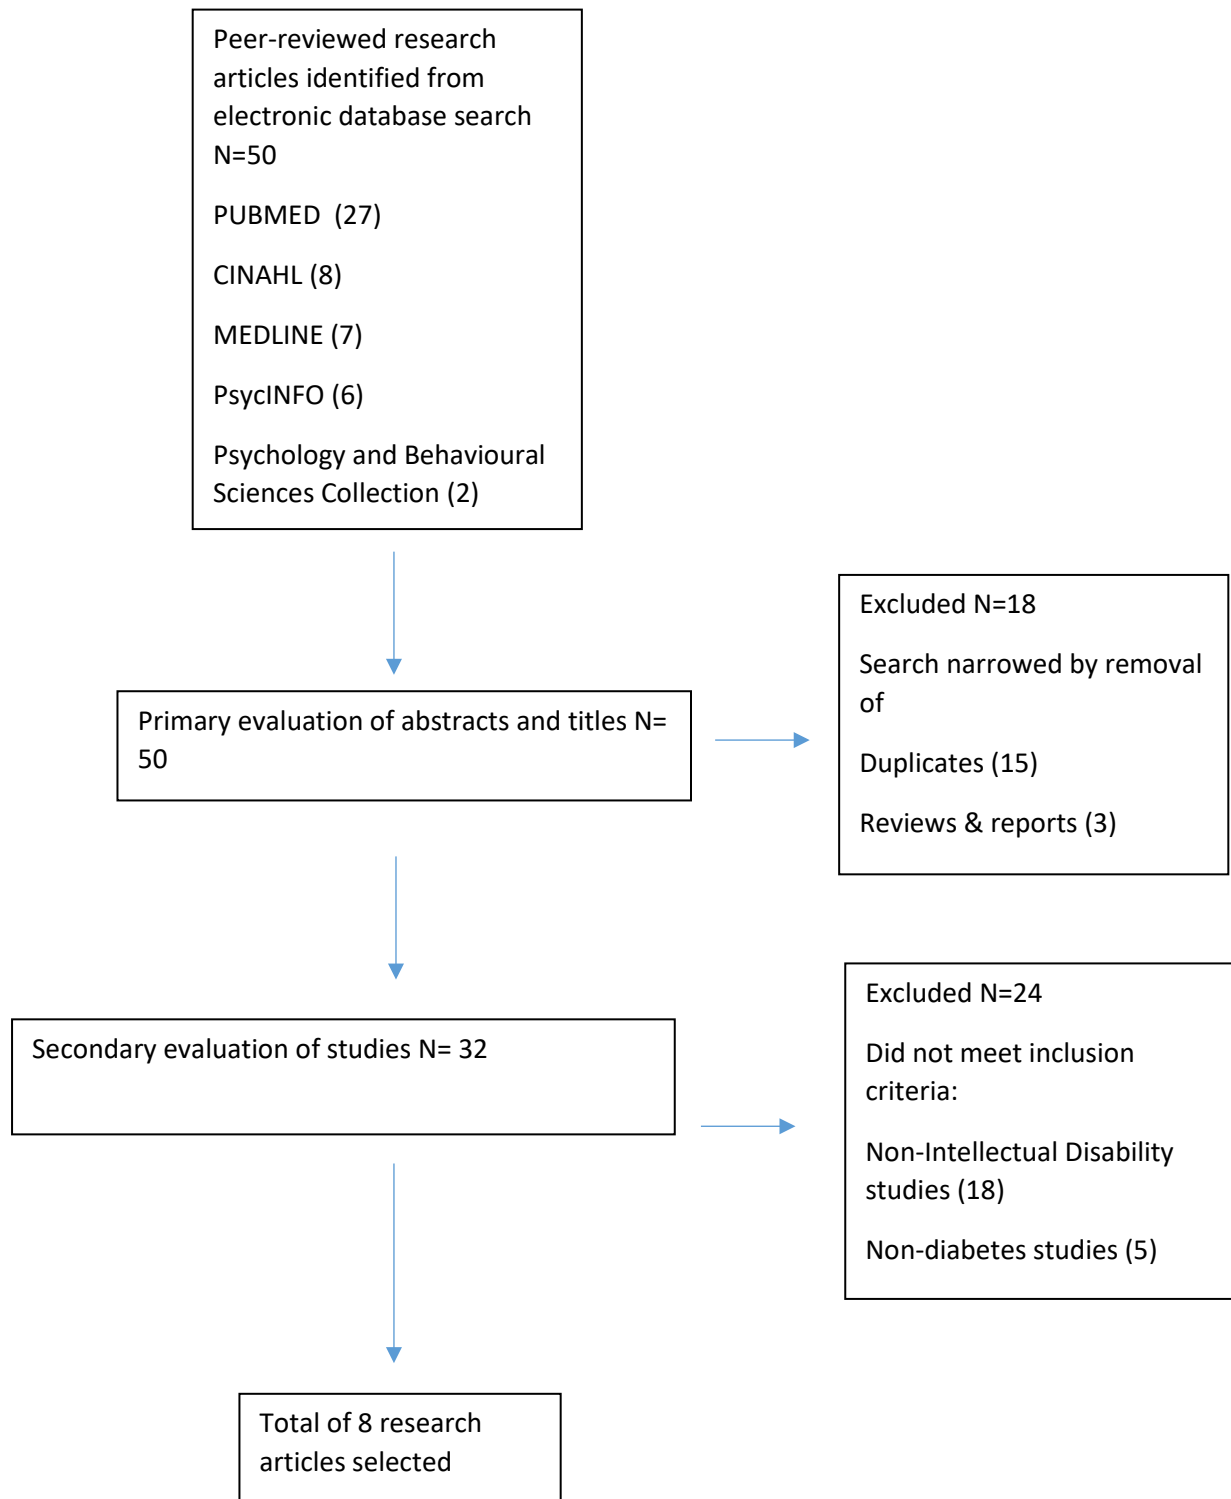 Peer-reviewed research
articles identified from
electronic database search
N=50
PUBMED  (27)
CINAHL (8)
MEDLINE (7)
PsycINFO (6)
Psychology and Behavioural
Sciences Collection (2)
Excluded N=18
Search narrowed by removal
of
Duplicates (15)
Reviews & reports (3)
Primary evaluation of abstracts and titles N=
50
Excluded N=24
Did not meet inclusion
criteria:
Non-Intellectual Disability
studies (18)
Non-diabetes studies (5)
Secondary evaluation of studies N= 32
Total of 8 research
articles selected